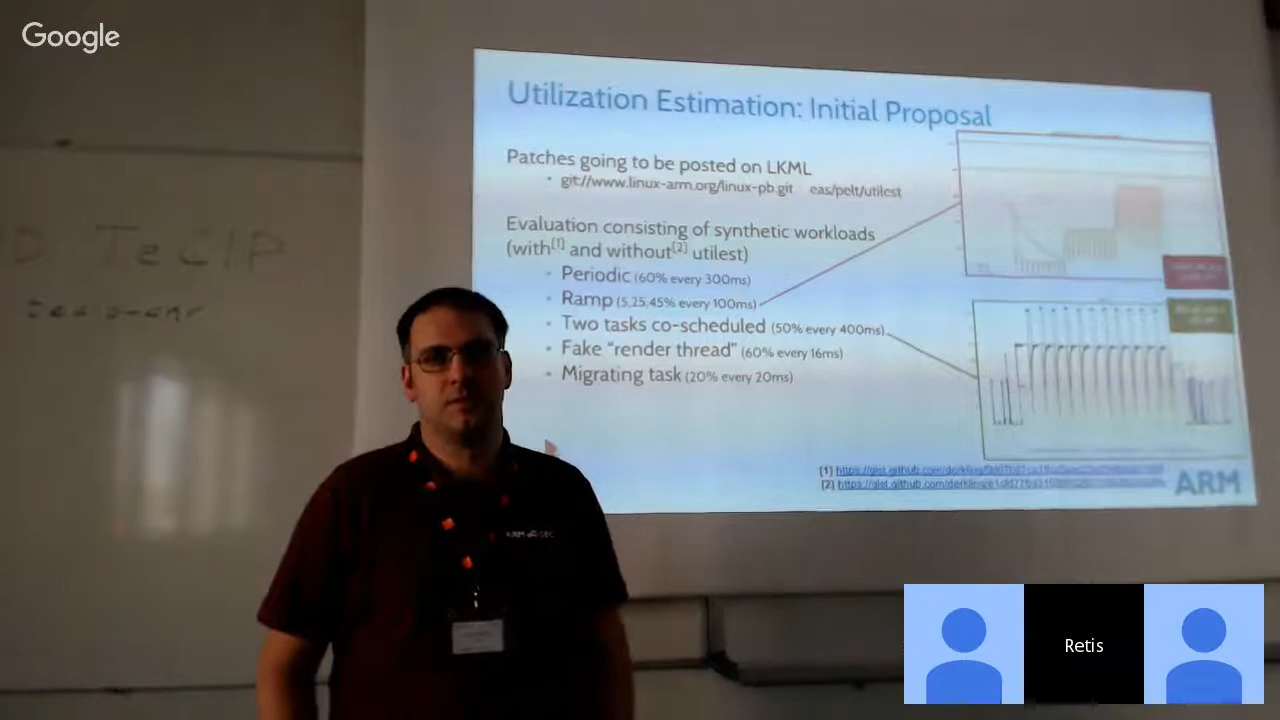 Google
Utilization Estimation: Initial Proposal
Patches going to be posted on LKML
• git://www.linux-arm.org/linux-pb.git eas/pelt/utilest
Evaluation consisting of synthetic workloads
(with[1] and without[2] utilest)
• Periodic (60% every 300ms)
• Ramp (5,25,45% every 100ms)
• Two tasks co-scheduled (50% every 400ms)
• Fake "render thread" (60% every 16ms)
• Migrating task (20% every 20ms)
[1]
[2]
ARM
TeCIP
Retis